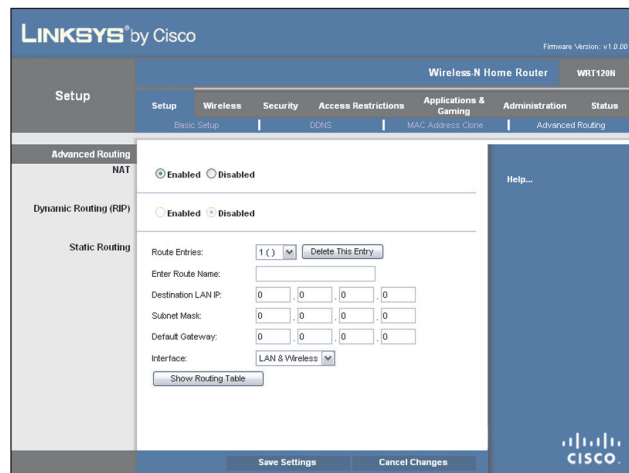 LINKSYS® by Cisco
Firmware Version: v1.0.00
Wireless-N Home Router WRT120N
Setup
Setup Wireless Security Access Restrictions Applications & Gaming Administration Status
Basic Setup DDNS MAC Address Clone Advanced Routing
Advanced Routing
NAT
Enabled Disabled
Help...
Dynamic Routing (RIP)
Enabled Disabled
Static Routing
Route Entries: 1 ( ) Delete This Entry
Enter Route Name:
Destination LAN IP: 0 . 0 . 0 . 0
Subnet Mask: 0 . 0 . 0 . 0
Default Gateway: 0 . 0 . 0 . 0
Interface: LAN & Wireless
Show Routing Table
Save Settings Cancel Changes
CISCO.